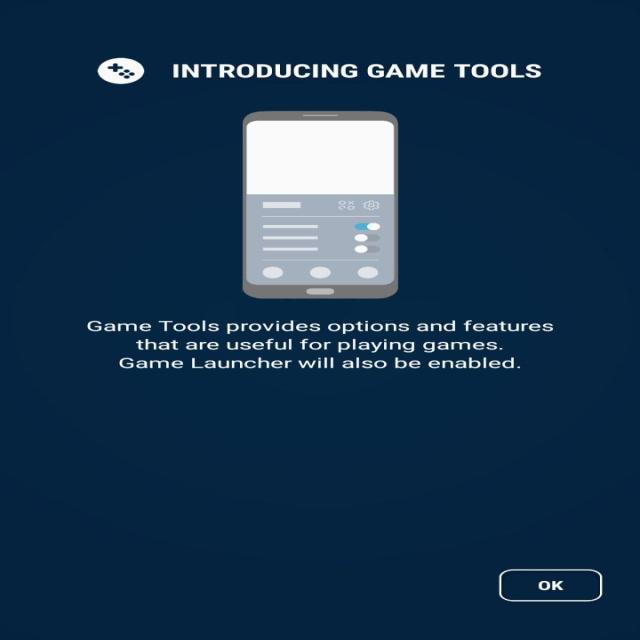 INTRODUCING GAME TOOLS
Game Tools provides options and features
that are useful for playing games.
Game Launcher will also be enabled.
OK